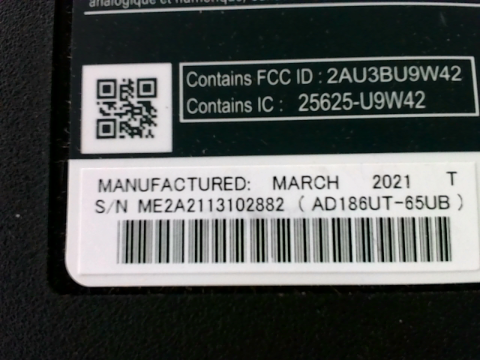 analogique et numérique,
Contains FCC ID : 2AU3BU9W42
Contains IC : 25625-U9W42
MANUFACTURED: MARCH 2021 T
S/N ME2A2113102882 ( AD186UT-65UB )